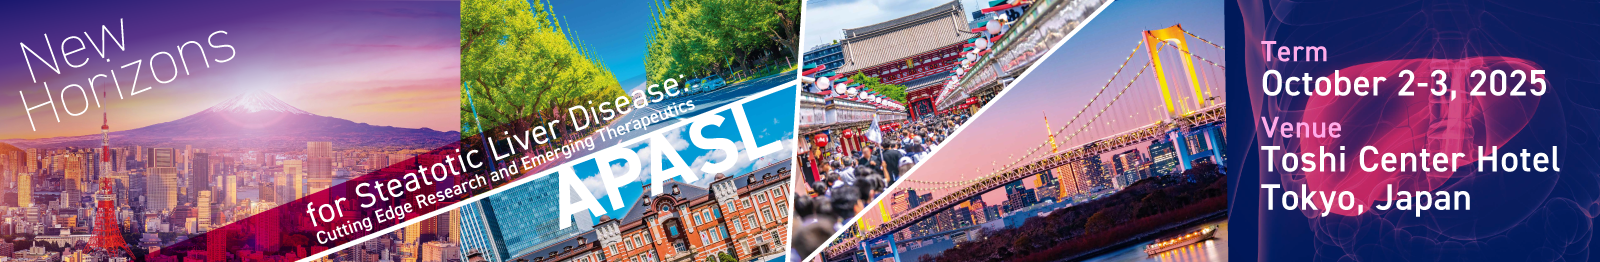 New
Horizons
for Steatotic Liver Disease:
Cutting Edge Research and Emerging Therapeutics
APASL
Term
October 2-3, 2025
Venue
Toshi Center Hotel
Tokyo, Japan